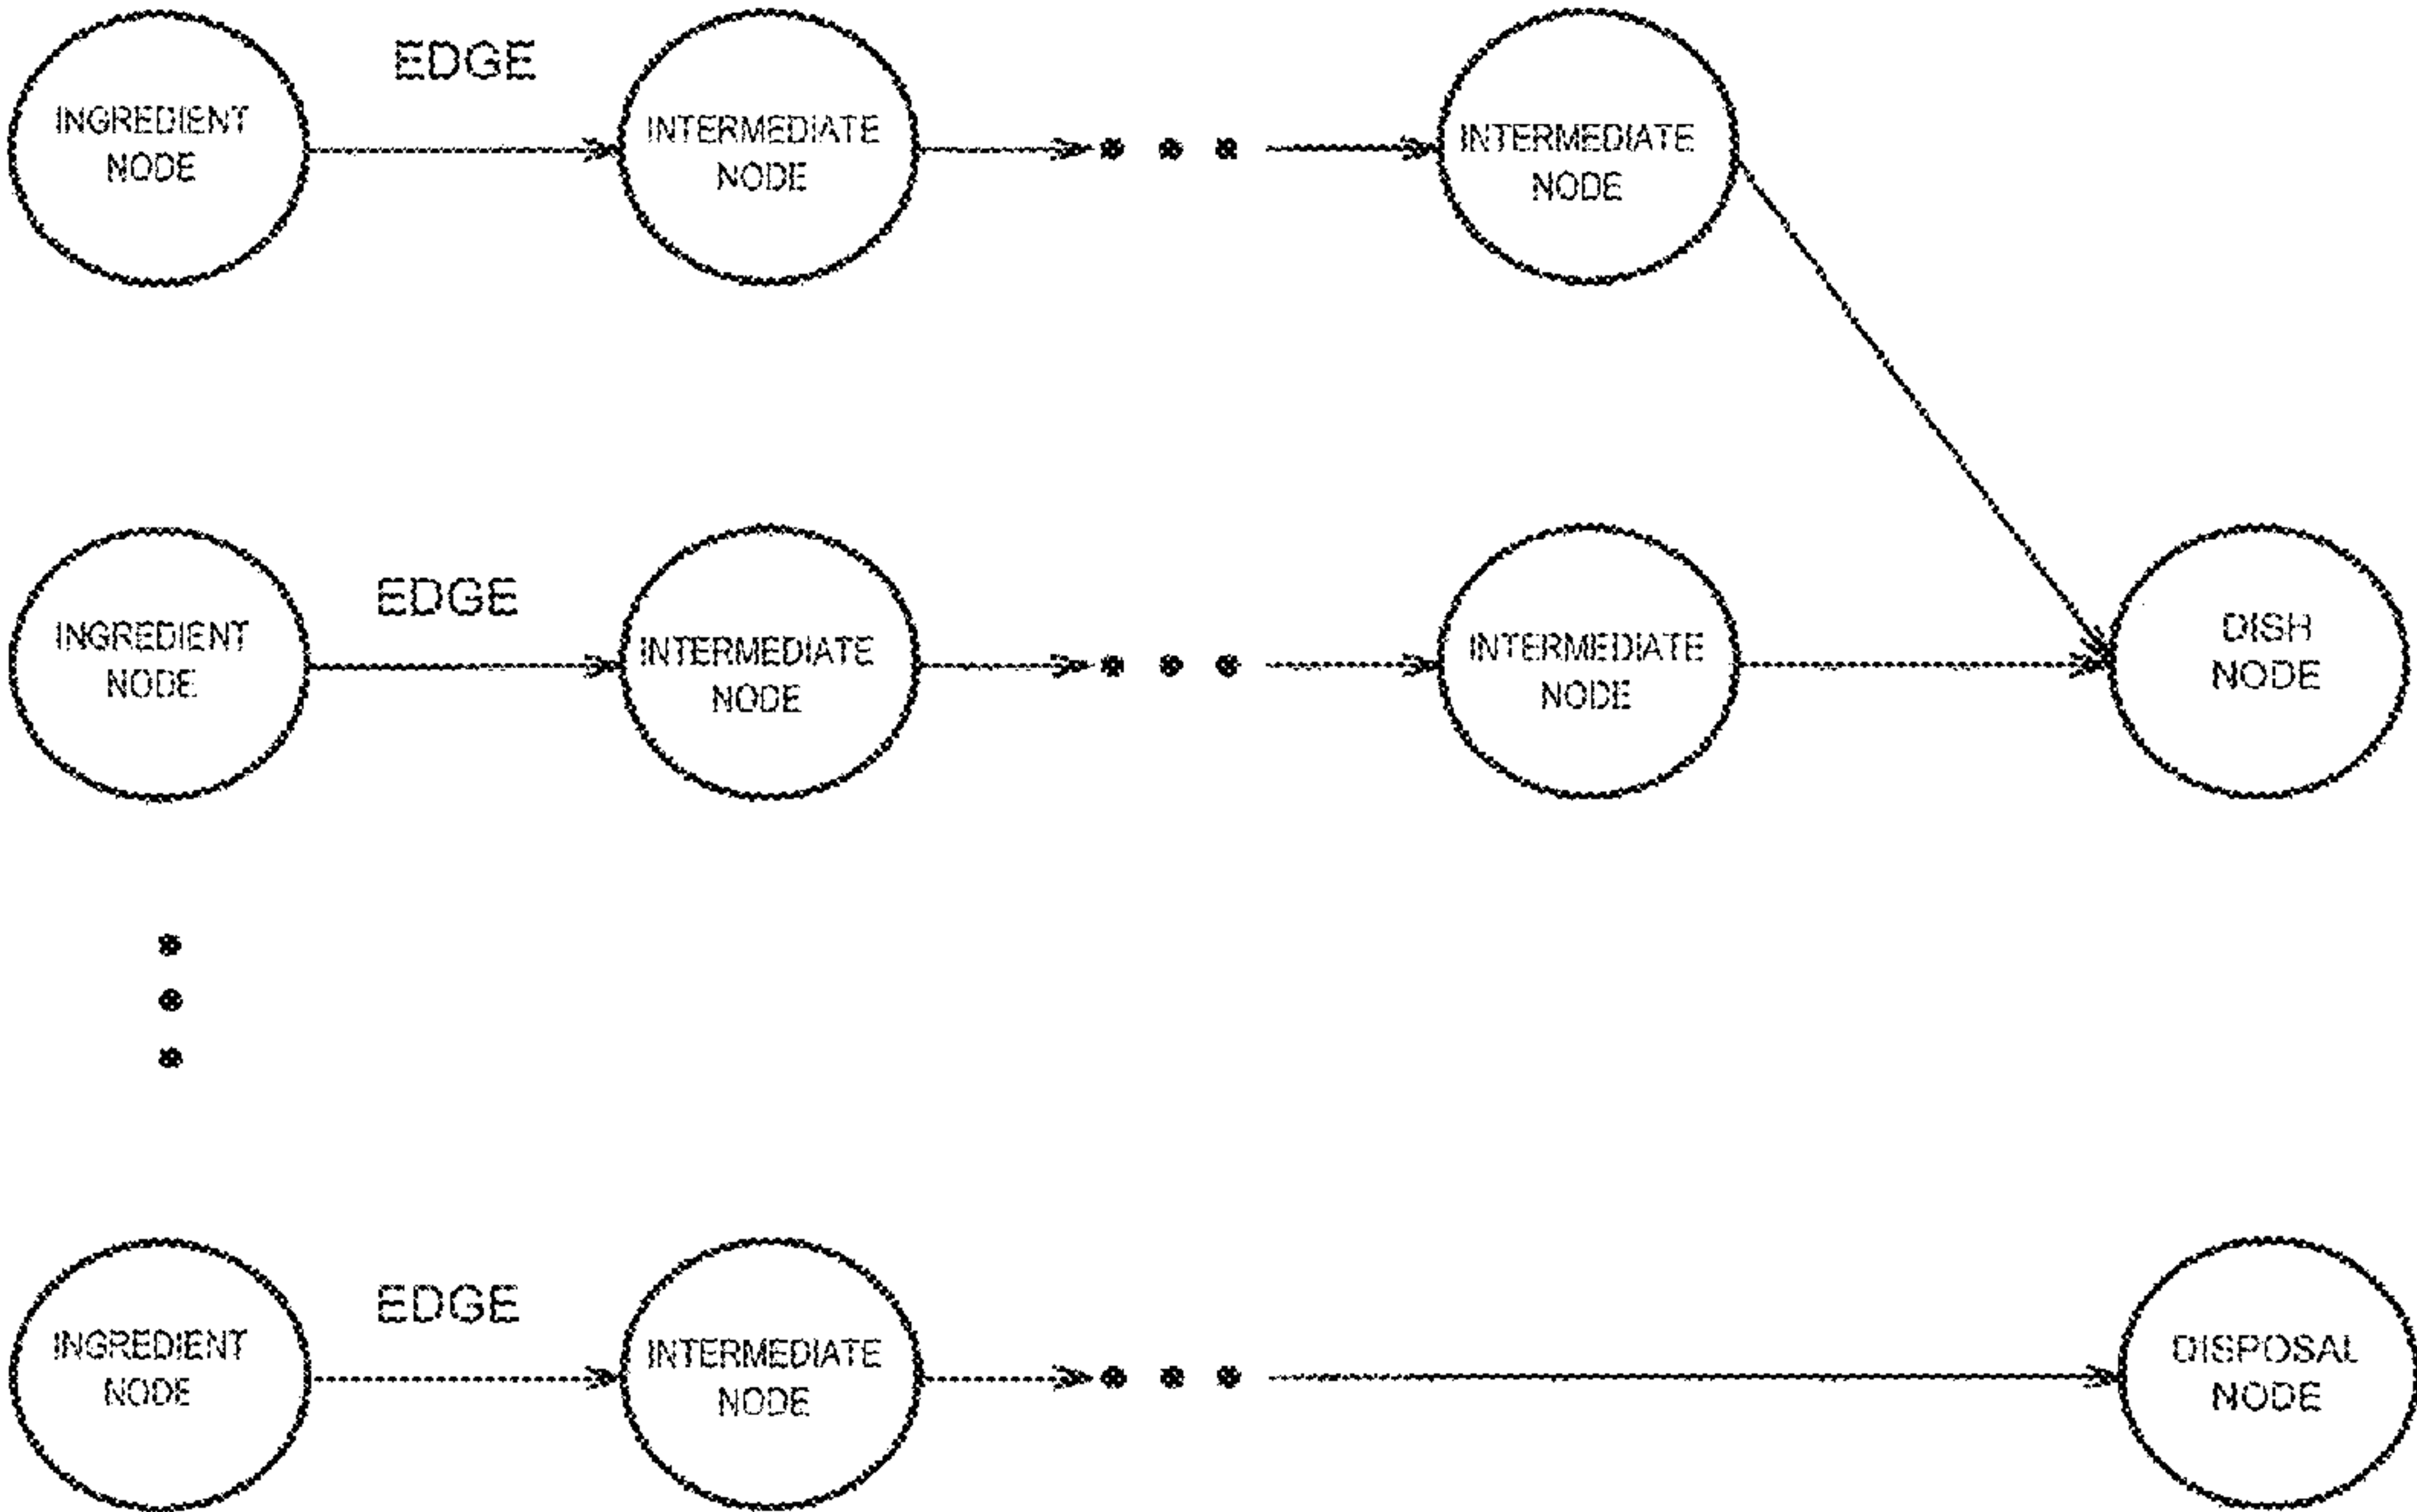 EDGE
INGREDIENT
NODE
INTERMEDIATE
NODE
INTERMEDIATE
NODE
EDGE
INGREDIENT
NODE
INTERMEDIATE
NODE
INTERMEDIATE
NODE
DISH
NODE
EDGE
INGREDIENT
NODE
INTERMEDIATE
NODE
DISPOSAL
NODE